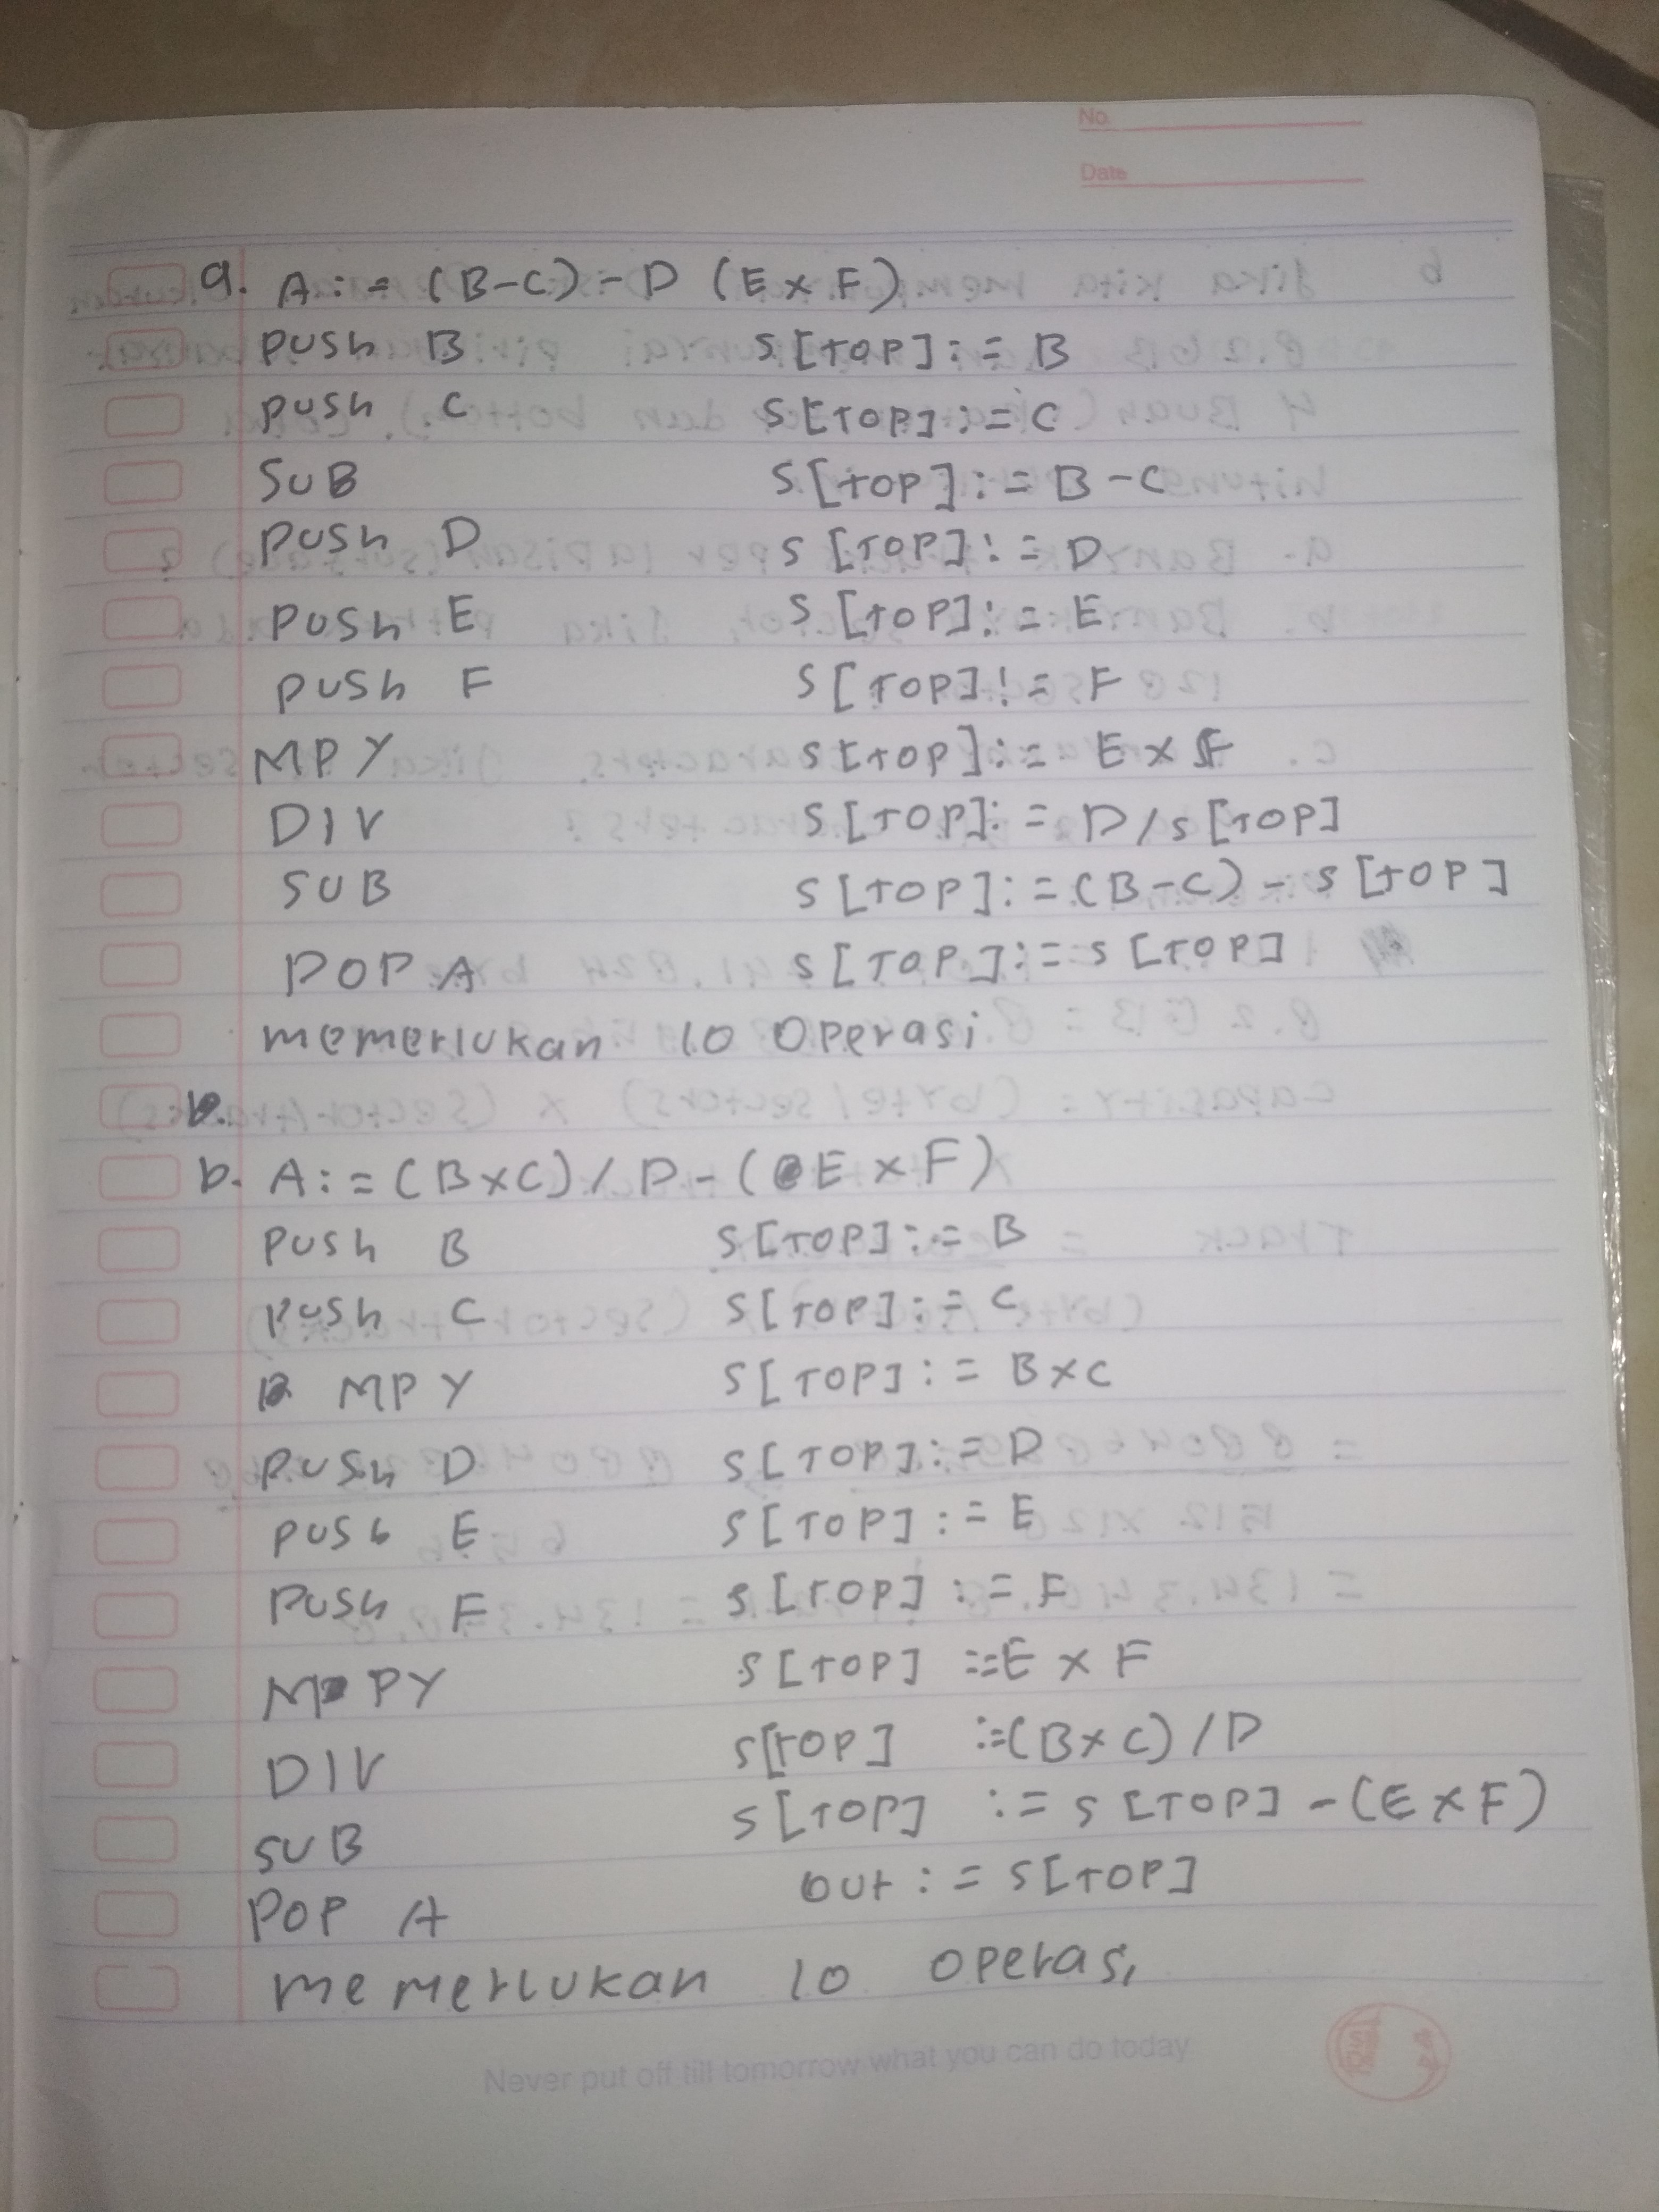 No.
Date
a. A := (B-C) - D (E x F)
Push B S[TOP] := B
Push C S[TOP] := C
SUB S[TOP] := B - C
Push D S[TOP] := D
Push E S[TOP] := E
Push F S[TOP] := F
MPY S[TOP] := E x F
DIV S[TOP] := D / S[TOP]
SUB S[TOP] := (B-C) - S[TOP]
POP A S[TOP] := S[TOP]
memerlukan 10 Operasi
b. A := (BxC) / D - (E x F)
Push B S[TOP] := B
Push C S[TOP] := C
MPY S[TOP] := B x C
Push D S[TOP] := D
Push E S[TOP] := E
Push F S[TOP] := F
MPY S[TOP] := E x F
DIV S[TOP] := (B x C) / D
SUB S[TOP] := S[TOP] - (E x F)
POP A out := S[TOP]
memerlukan 10 operasi
Never put off till tomorrow what you can do today